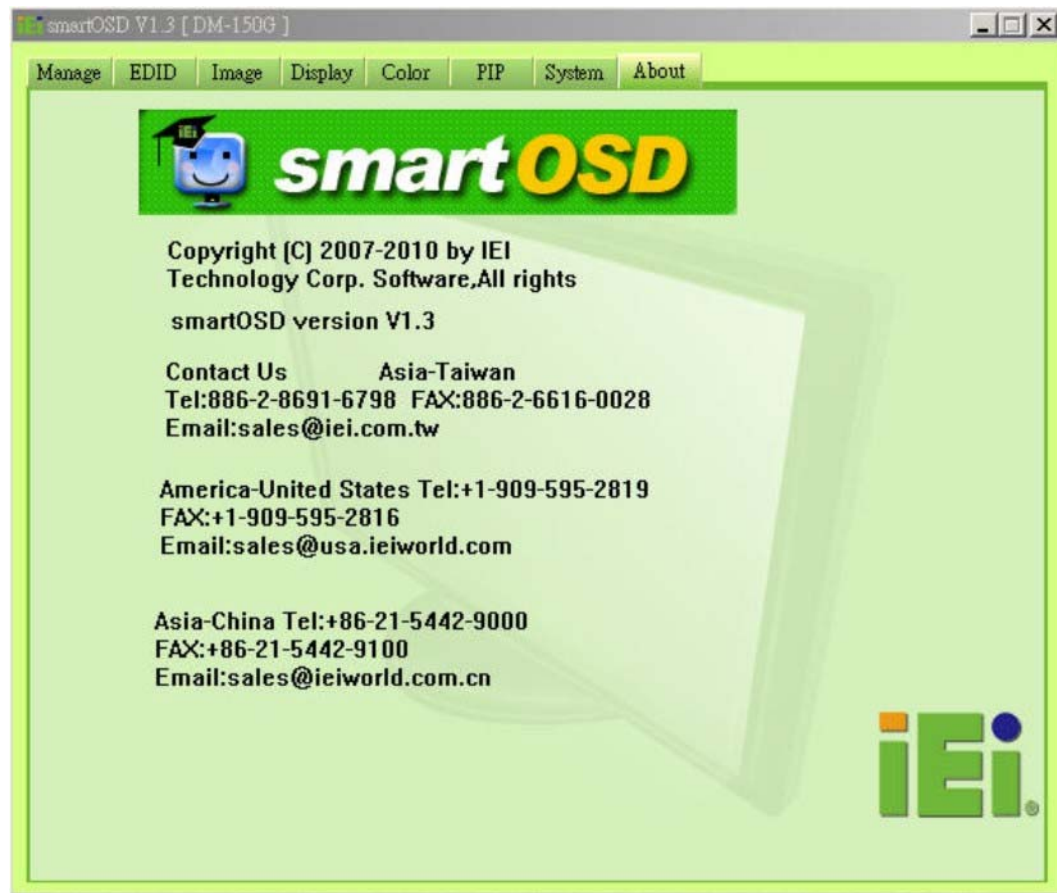 iEi smartOSD V1.3 [ DM-150G ]
Manage EDID Image Display Color PIP System About
iEi
smartOSD
Copyright (C) 2007-2010 by IEI
Technology Corp. Software,All rights
smartOSD version V1.3
Contact Us Asia-Taiwan
Tel:886-2-8691-6798 FAX:886-2-6616-0028
Email:sales@iei.com.tw
America-United States Tel:+1-909-595-2819
FAX:+1-909-595-2816
Email:sales@usa.ieiworld.com
Asia-China Tel:+86-21-5442-9000
FAX:+86-21-5442-9100
Email:sales@ieiworld.com.cn
iEi®